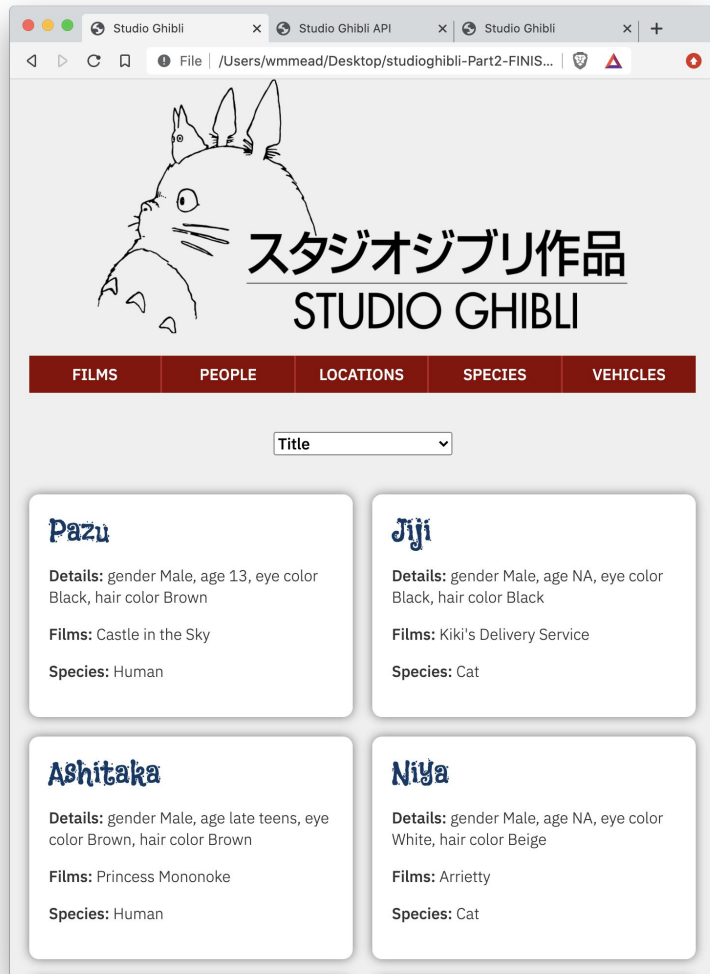 Studio Ghibli
Studio Ghibli API
Studio Ghibli
File /Users/wmmead/Desktop/studioghibli-Part2-FINIS...
スタジオジブリ作品
STUDIO GHIBLI
FILMS PEOPLE LOCATIONS SPECIES VEHICLES
Title
Pazu
Details: gender Male, age 13, eye color
Black, hair color Brown
Films: Castle in the Sky
Species: Human
Jiji
Details: gender Male, age NA, eye color
Black, hair color Black
Films: Kiki's Delivery Service
Species: Cat
Ashitaka
Details: gender Male, age late teens, eye
color Brown, hair color Brown
Films: Princess Mononoke
Species: Human
Niya
Details: gender Male, age NA, eye color
White, hair color Beige
Films: Arrietty
Species: Cat